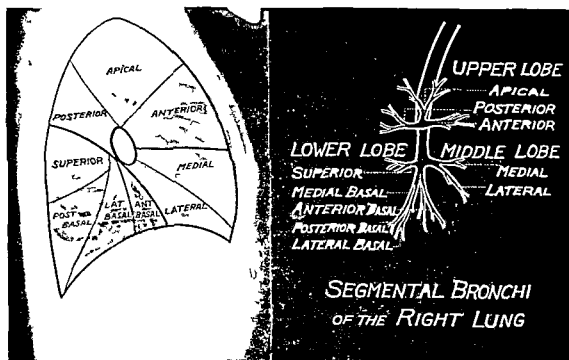 APICAL
POSTERIOR
ANTERIOR
SUPERIOR
MEDIAL
POST
BASAL
LAT
BASAL
ANT
BASAL
LATERAL
UPPER LOBE
APICAL
POSTERIOR
ANTERIOR
LOWER LOBE
SUPERIOR
MEDIAL BASAL
ANTERIOR BASAL
POSTERIOR BASAL
LATERAL BASAL
MIDDLE LOBE
MEDIAL
LATERAL
SEGMENTAL BRONCHI
OF THE RIGHT LUNG